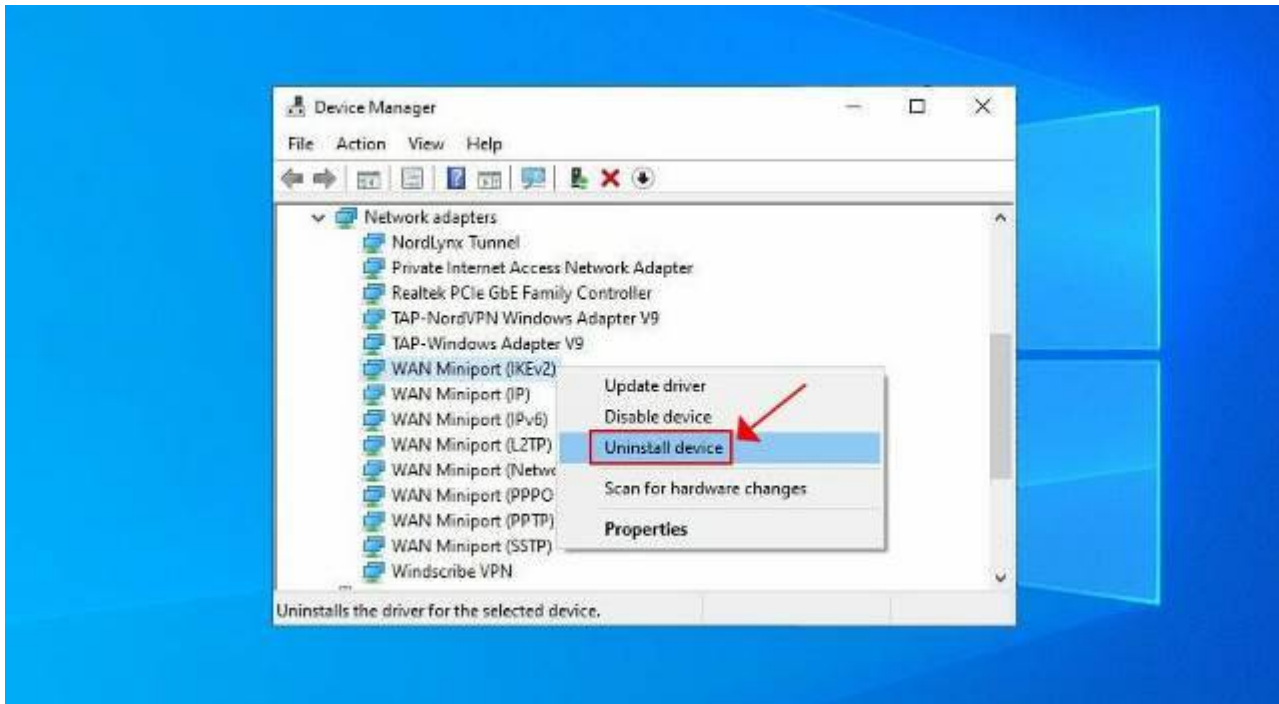 Device Manager
File Action View Help
Network adapters
NordLynx Tunnel
Private Internet Access Network Adapter
Realtek PCIe GbE Family Controller
TAP-NordVPN Windows Adapter V9
TAP-Windows Adapter V9
WAN Miniport (IKEv2)
WAN Miniport (IP)
WAN Miniport (IPv6)
WAN Miniport (L2TP)
WAN Miniport (Netwo
WAN Miniport (PPPO
WAN Miniport (PPTP)
WAN Miniport (SSTP)
Windscribe VPN
Update driver
Disable device
Uninstall device
Scan for hardware changes
Properties
Uninstalls the driver for the selected device.